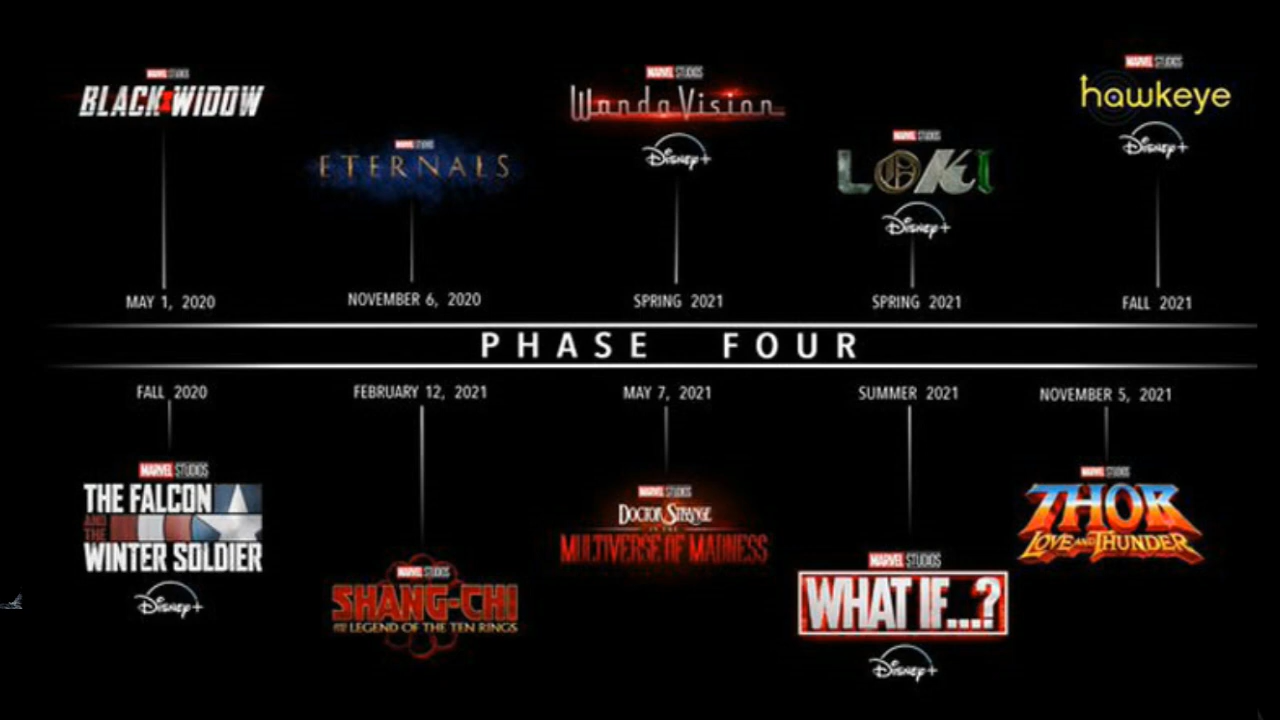 MARVEL STUDIOS
BLACK WIDOW
MAY 1, 2020
MARVEL STUDIOS
ETERNALS
NOVEMBER 6, 2020
MARVEL STUDIOS
WandaVision
Disney+
SPRING 2021
MARVEL STUDIOS
LOKI
Disney+
SPRING 2021
MARVEL STUDIOS
hawkeye
Disney+
FALL 2021
PHASE FOUR
FALL 2020
MARVEL STUDIOS
THE FALCON
AND THE
WINTER SOLDIER
Disney+
FEBRUARY 12, 2021
MARVEL STUDIOS
SHANG-CHI
AND THE LEGEND OF THE TEN RINGS
MAY 7, 2021
MARVEL STUDIOS
DOCTOR STRANGE
IN THE
MULTIVERSE OF MADNESS
SUMMER 2021
MARVEL STUDIOS
WHAT IF...?
Disney+
NOVEMBER 5, 2021
MARVEL STUDIOS
THOR
LOVE AND THUNDER